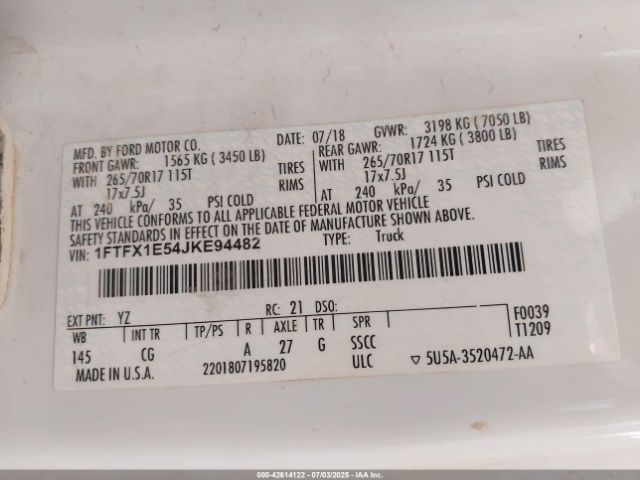 MFD. BY FORD MOTOR CO.
DATE: 07/18 GVWR: 3198 KG ( 7050 LB)
FRONT GAWR: 1565 KG ( 3450 LB) REAR GAWR: 1724 KG ( 3800 LB)
WITH 265/70R17 115T TIRES WITH 265/70R17 115T TIRES
17x7.5J RIMS 17x7.5J RIMS
AT 240 kPa/ 35 PSI COLD AT 240 kPa/ 35 PSI COLD
THIS VEHICLE CONFORMS TO ALL APPLICABLE FEDERAL MOTOR VEHICLE
SAFETY STANDARDS IN EFFECT ON THE DATE OF MANUFACTURE SHOWN ABOVE.
VIN: 1FTFX1E54JKE94482 TYPE: Truck
EXT PNT: YZ RC: 21 DSO:
WB INT TR TP/PS R AXLE TR SPR F0039
145 CG A 27 G SSCC T1209
ULC
MADE IN U.S.A. 2201807195820 ▽ 5U5A-3520472-AA
000-42614122 - 07/03/2025 - IAA, Inc.